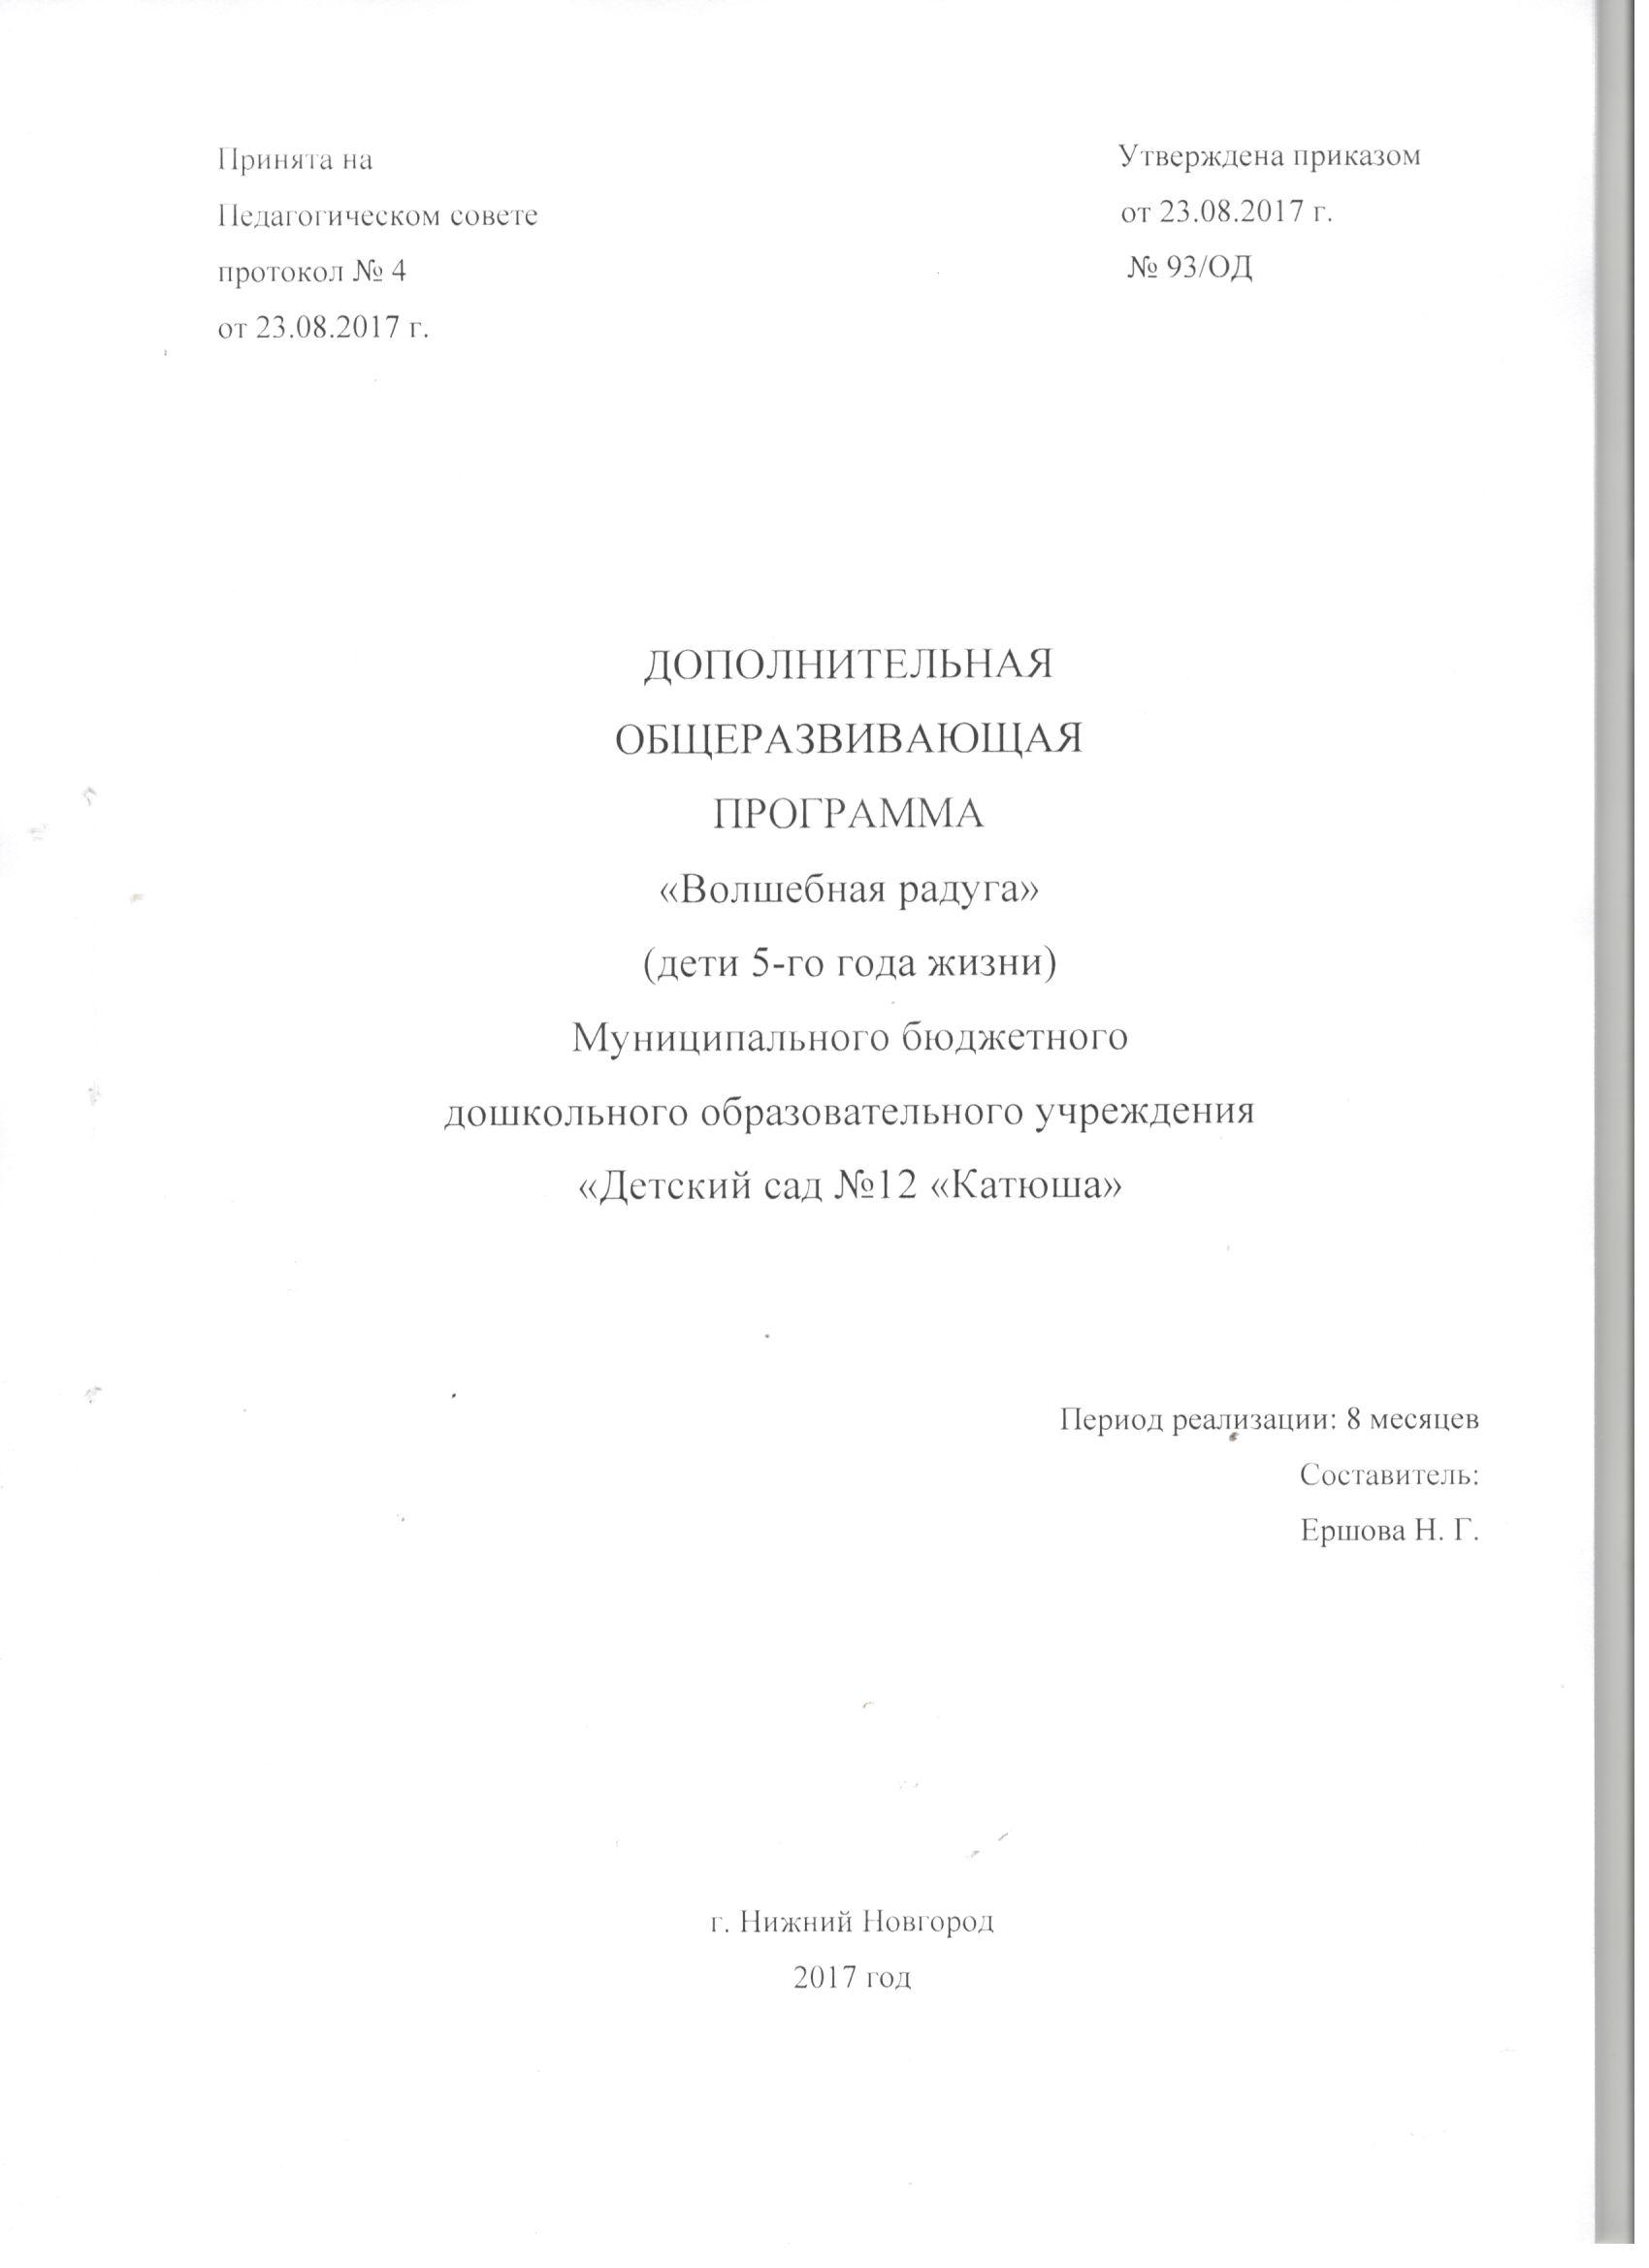 Принята на
Педагогическом совете
протокол № 4
от 23.08.2017 г.
Утверждена приказом
от 23.08.2017 г.
№ 93/ОД
ДОПОЛНИТЕЛЬНАЯ
ОБЩЕРАЗВИВАЮЩАЯ
ПРОГРАММА
«Волшебная радуга»
(дети 5-го года жизни)
Муниципального бюджетного
дошкольного образовательного учреждения
«Детский сад №12 «Катюша»
Период реализации: 8 месяцев
Составитель:
Ершова Н. Г.
г. Нижний Новгород
2017 год